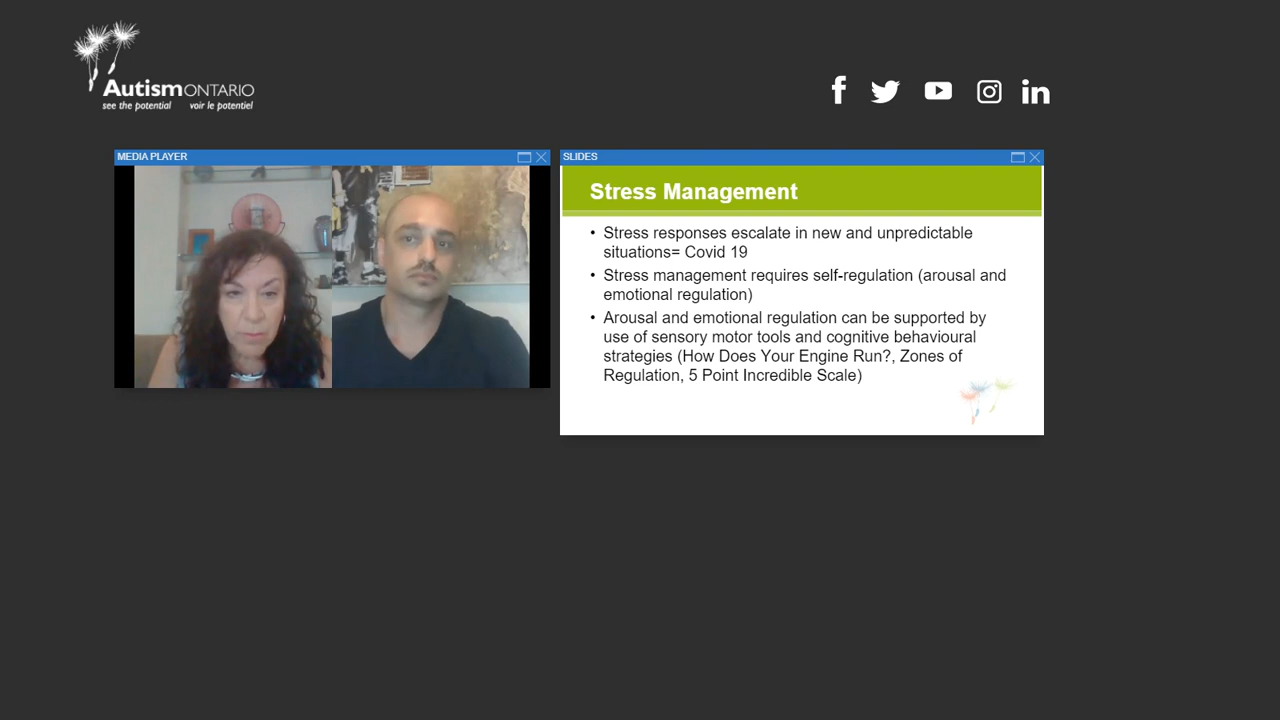 Autism ONTARIO
see the potential voir le potentiel
MEDIA PLAYER
SLIDES
Stress Management
• Stress responses escalate in new and unpredictable
situations= Covid 19
• Stress management requires self-regulation (arousal and
emotional regulation)
• Arousal and emotional regulation can be supported by
use of sensory motor tools and cognitive behavioural
strategies (How Does Your Engine Run?, Zones of
Regulation, 5 Point Incredible Scale)